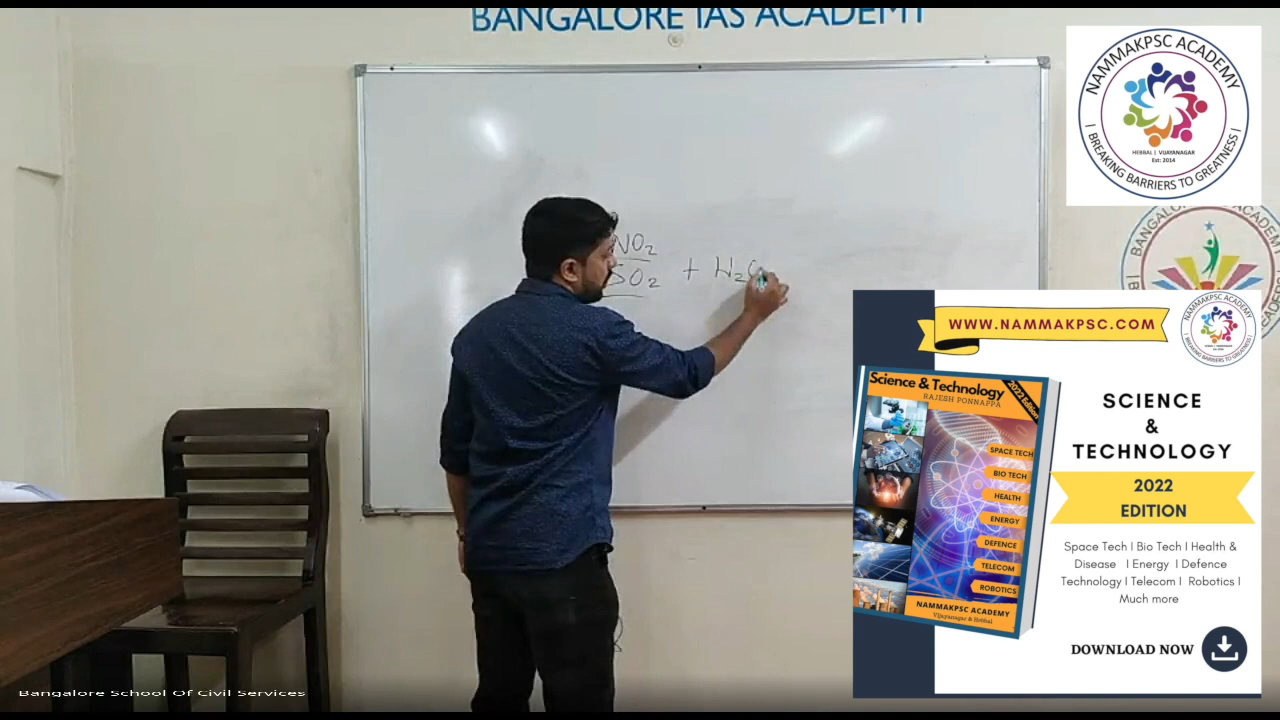 BANGALORE IAS ACADEMY
NAMMAKPSC ACADEMY
HEBBAL | VIJAYANAGAR
Est: 2014
| BREAKING BARRIERS TO GREATNESS |
NO2
SO2 + H2O
WWW.NAMMAKPSC.COM
NAMMAKPSC ACADEMY
Science & Technology
RAJESH PONNAPPA
2022 Edition
SPACE TECH
BIO TECH
HEALTH
ENERGY
DEFENCE
TELECOM
ROBOTICS
NAMMAKPSC ACADEMY
Vijayanagar & Hebbal
SCIENCE
&
TECHNOLOGY
2022
EDITION
Space Tech | Bio Tech | Health &
Disease | Energy | Defence
Technology | Telecom | Robotics |
Much more
DOWNLOAD NOW
Bangalore School Of Civil Services